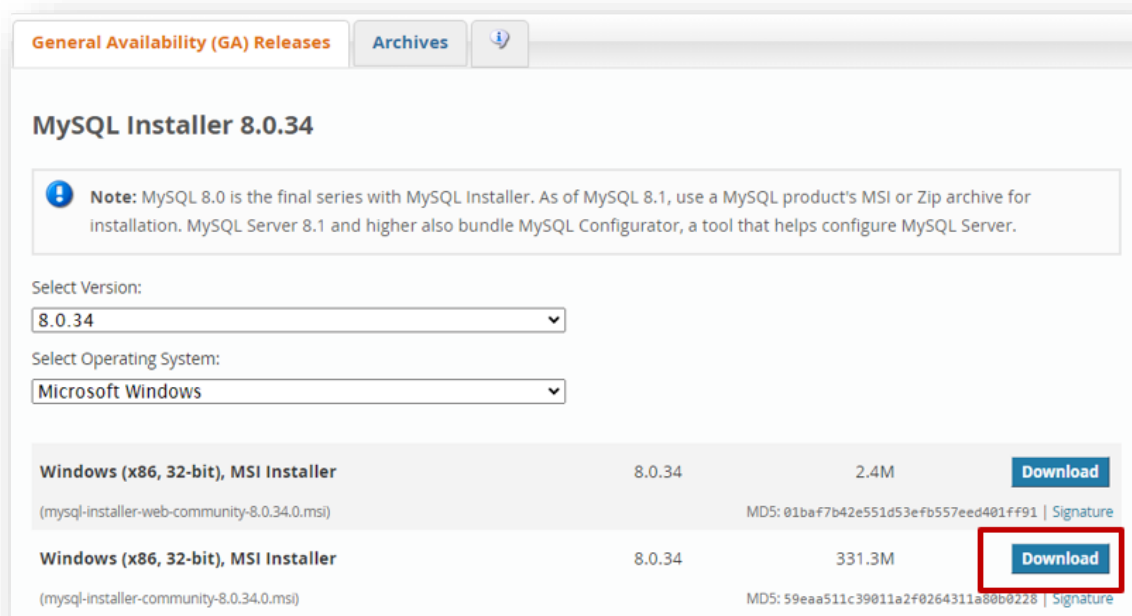 General Availability (GA) Releases
Archives
MySQL Installer 8.0.34
Note: MySQL 8.0 is the final series with MySQL Installer. As of MySQL 8.1, use a MySQL product's MSI or Zip archive for
installation. MySQL Server 8.1 and higher also bundle MySQL Configurator, a tool that helps configure MySQL Server.
Select Version:
8.0.34
Select Operating System:
Microsoft Windows
Windows (x86, 32-bit), MSI Installer 8.0.34 2.4M Download
(mysql-installer-web-community-8.0.34.0.msi) MD5: 01baf7b42e551d53efb557eed401ff91 | Signature
Windows (x86, 32-bit), MSI Installer 8.0.34 331.3M Download
(mysql-installer-community-8.0.34.0.msi) MD5: 59eaa511c39011a2f0264311a80b0228 | Signature